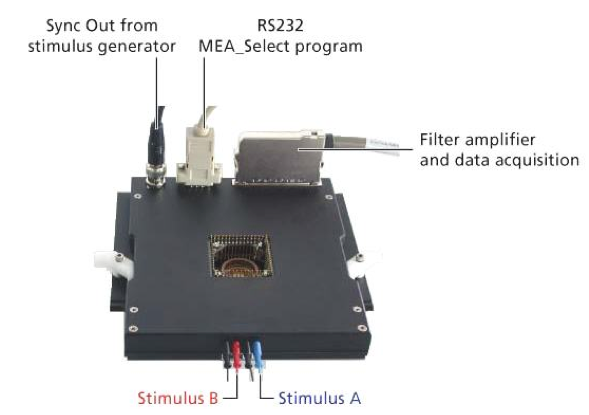 Sync Out from
stimulus generator
RS232
MEA_Select program
Filter amplifier
and data acquisition
Stimulus B
Stimulus A